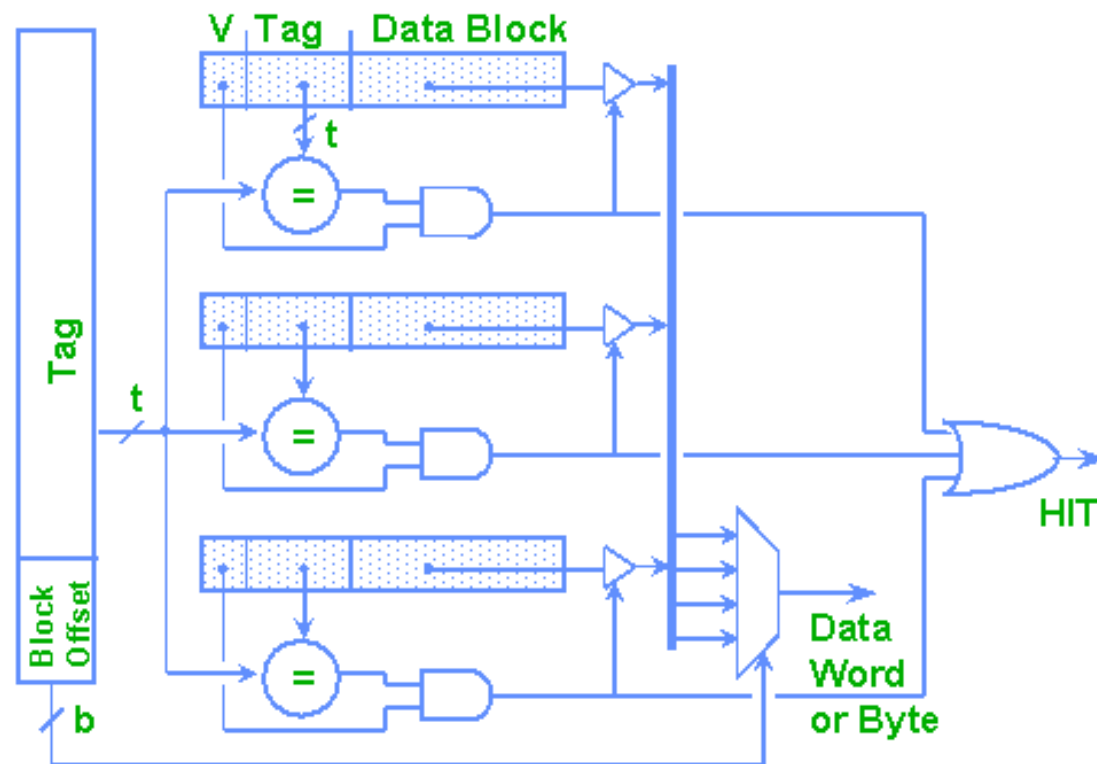 V Tag Data Block
t
=
Tag
t
=
HIT
Block
Offset
=
Data
Word
or Byte
b